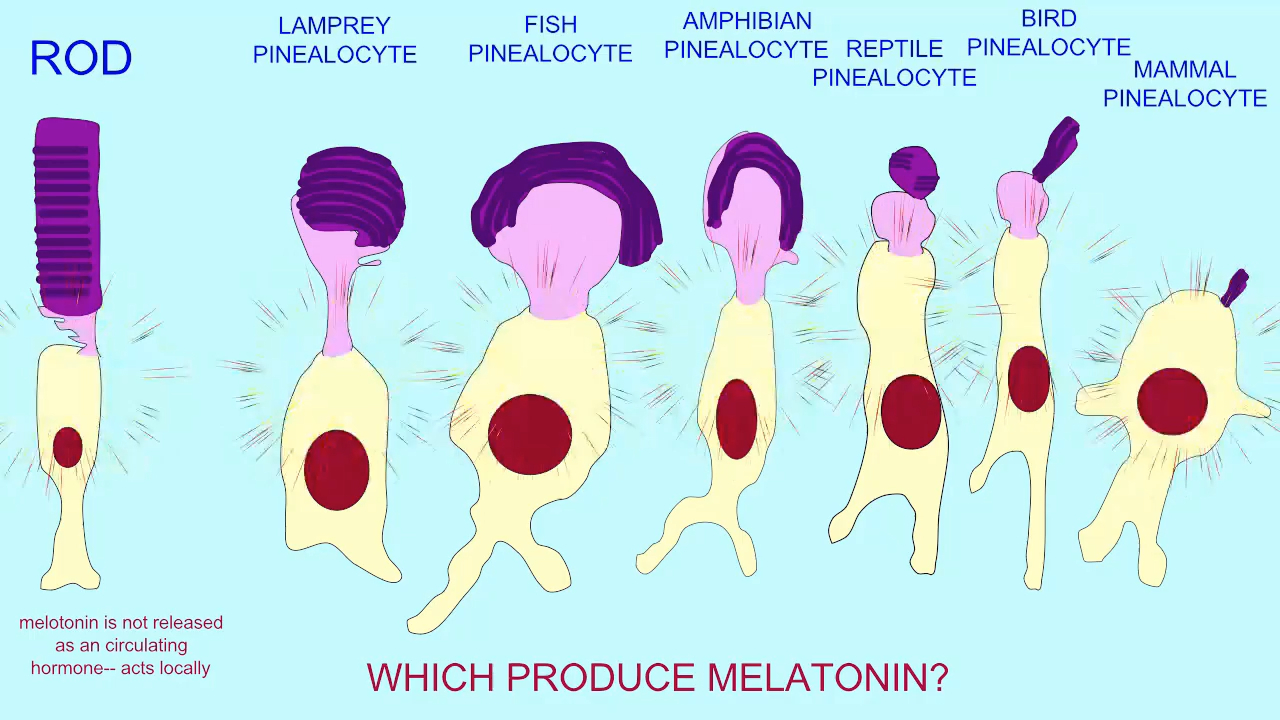 ROD
LAMPREY
PINEALOCYTE
FISH
PINEALOCYTE
AMPHIBIAN
PINEALOCYTE
REPTILE
PINEALOCYTE
BIRD
PINEALOCYTE
MAMMAL
PINEALOCYTE
melotonin is not released
as an circulating
hormone-- acts locally
WHICH PRODUCE MELATONIN?